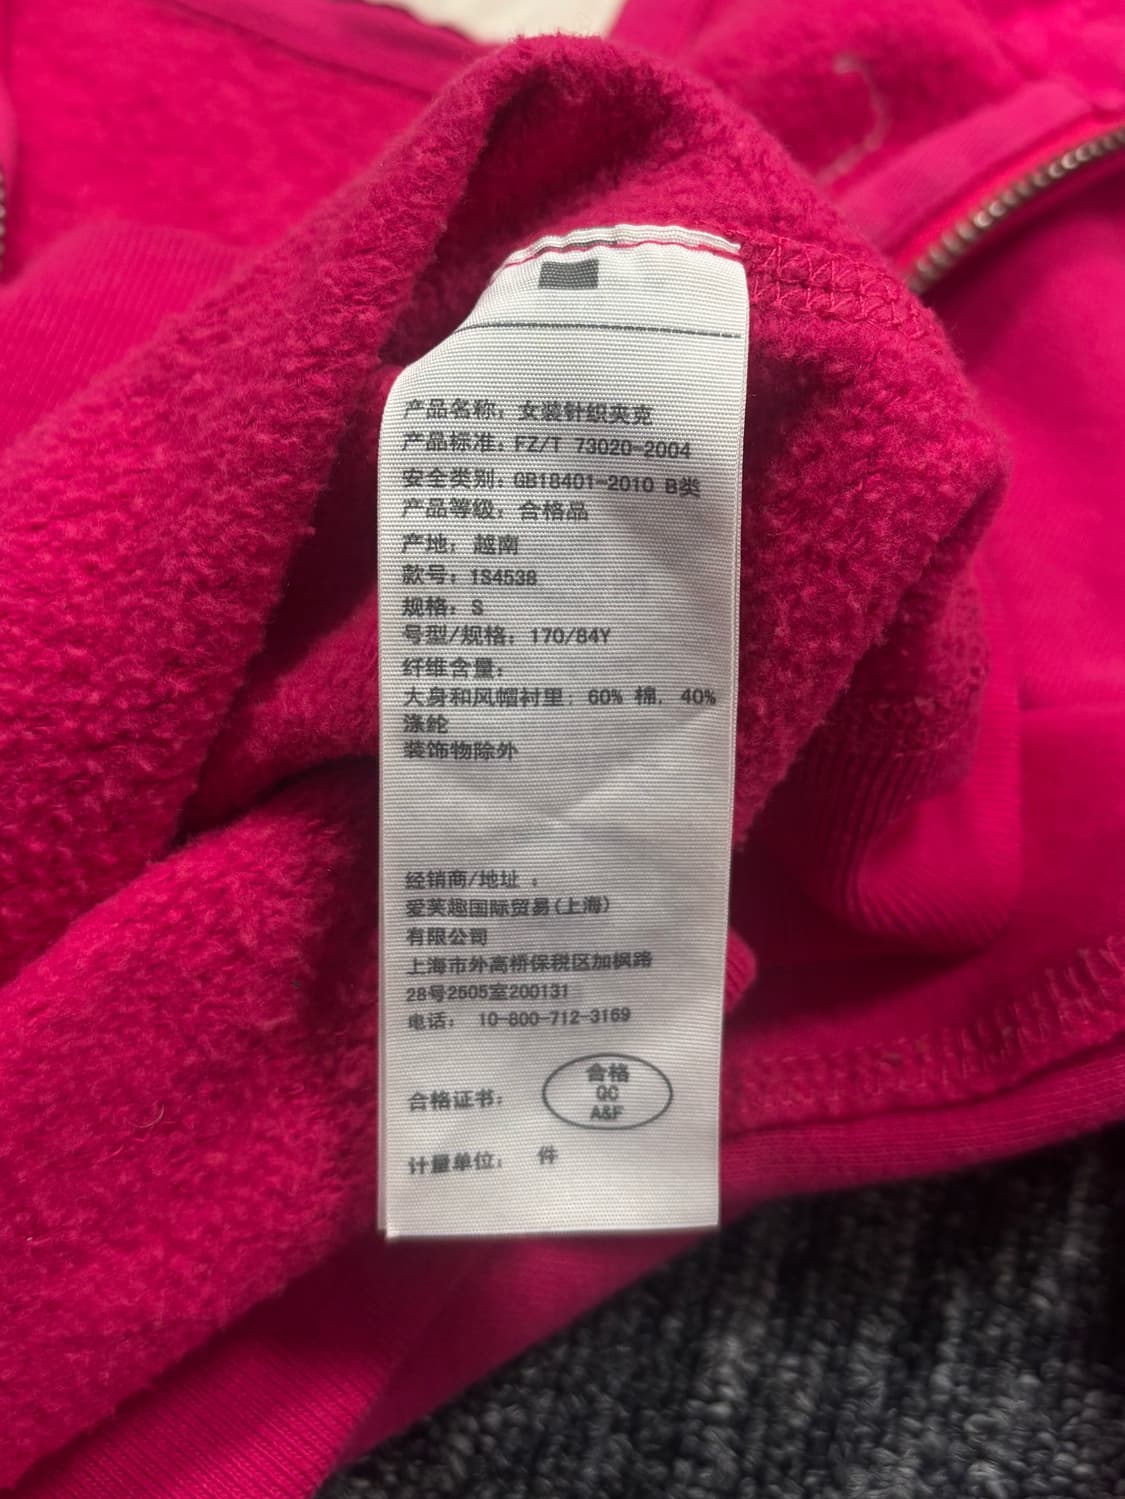 产品名称：女装针织夹克
产品标准：FZ/T 73020-2004
安全类别：GB18401-2010 B类
产品等级：合格品
产地：越南
款号：1S4538
规格：S
号型/规格：170/84Y
纤维含量：
大身和风帽衬里：60% 棉，40%
涤纶
装饰物除外
经销商/地址：
爱芙趣国际贸易(上海)
有限公司
上海市外高桥保税区加枫路
28号2505室200131
电话： 10-800-712-3169
合格证书：
合格
QC
A&F
计量单位： 件